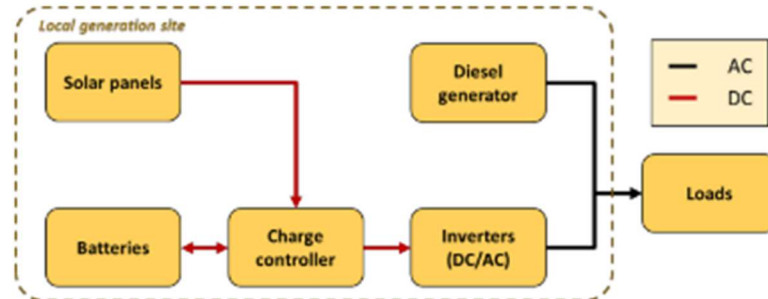 Local generation site
Solar panels
Diesel
generator
AC
DC
Loads
Batteries
Charge
controller
Inverters
(DC/AC)